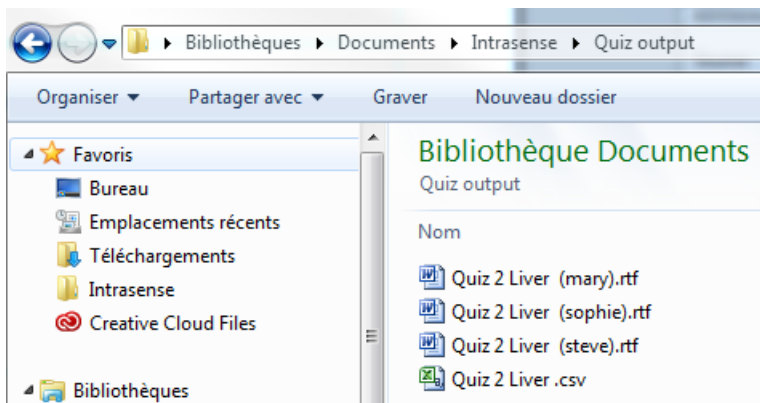 Bibliothèques Documents Intrasense Quiz output
Organiser Partager avec Graver Nouveau dossier
Favoris
Bureau
Emplacements récents
Téléchargements
Intrasense
Creative Cloud Files
Bibliothèques
Bibliothèque Documents
Quiz output
Nom
Quiz 2 Liver (mary).rtf
Quiz 2 Liver (sophie).rtf
Quiz 2 Liver (steve).rtf
Quiz 2 Liver .csv